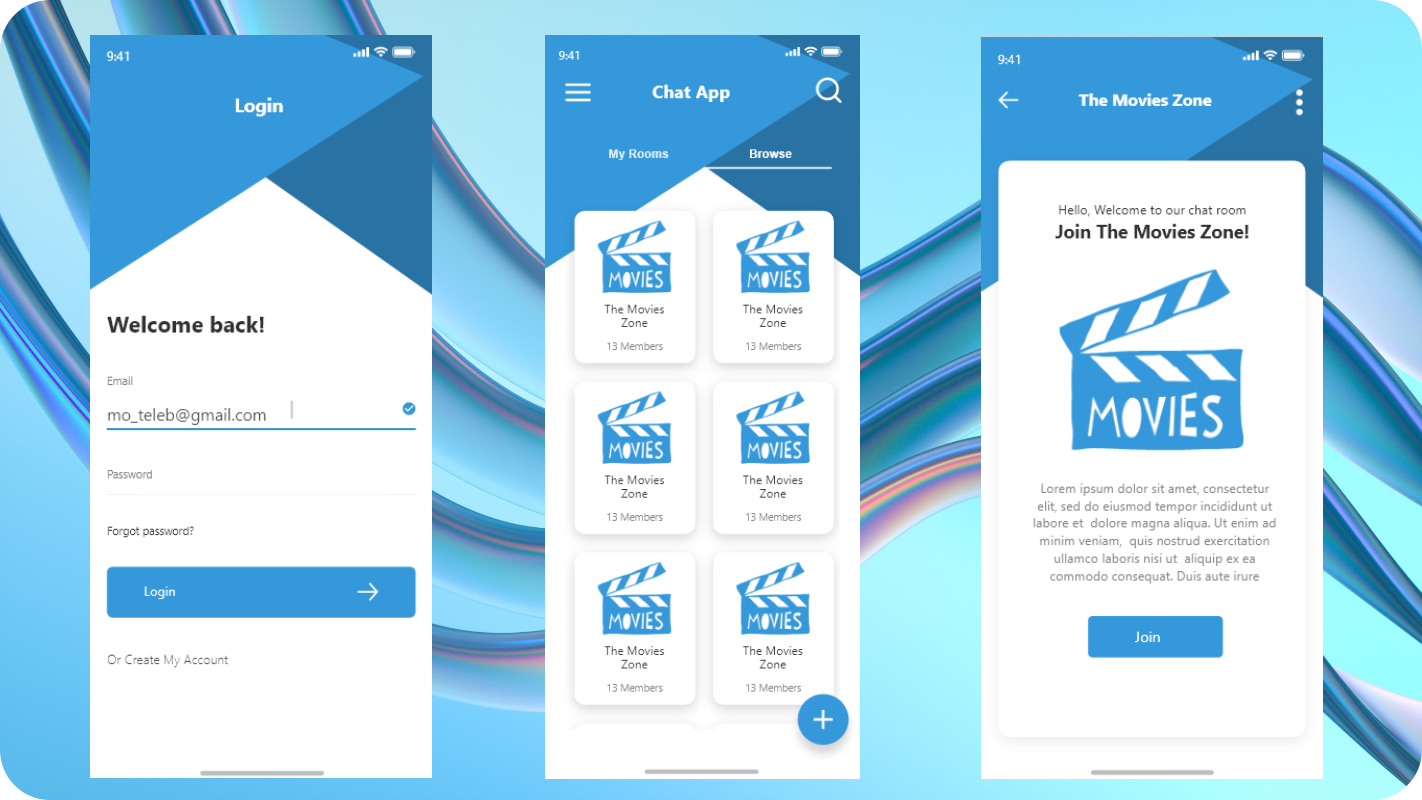 9:41
Login
Welcome back!
Email
mo_teleb@gmail.com
Password
Forgot password?
Login
Or Create My Account
9:41
Chat App
My Rooms
Browse
MOVIES
The Movies
Zone
13 Members
MOVIES
The Movies
Zone
13 Members
MOVIES
The Movies
Zone
13 Members
MOVIES
The Movies
Zone
13 Members
MOVIES
The Movies
Zone
13 Members
MOVIES
The Movies
Zone
13 Members
9:41
The Movies Zone
Hello, Welcome to our chat room
Join The Movies Zone!
MOVIES
Lorem ipsum dolor sit amet, consectetur
elit, sed do eiusmod tempor incididunt ut
labore et dolore magna aliqua. Ut enim ad
minim veniam, quis nostrud exercitation
ullamco laboris nisi ut aliquip ex ea
commodo consequat. Duis aute irure
Join